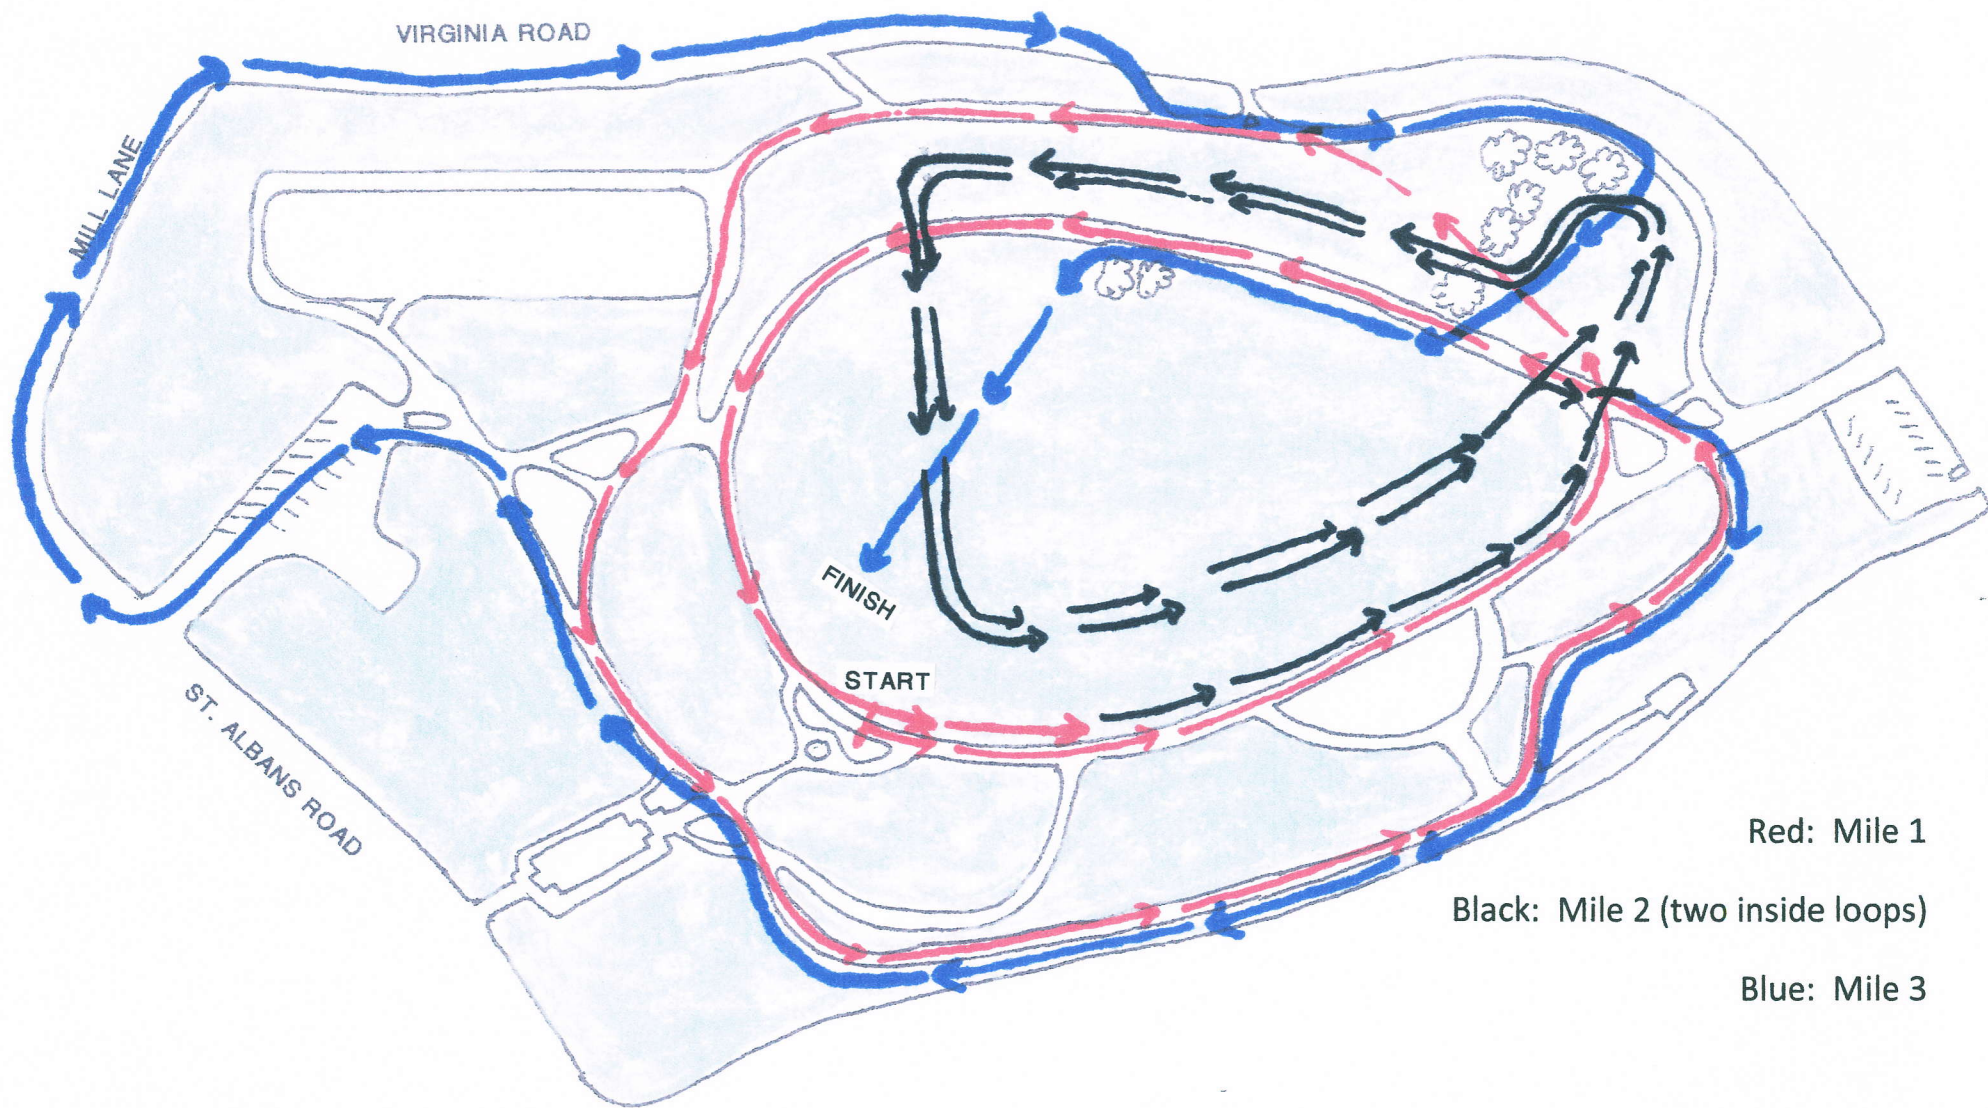 VIRGINIA ROAD
MILL LANE
FINISH
START
ST. ALBANS ROAD
Red: Mile 1
Black: Mile 2 (two inside loops)
Blue: Mile 3